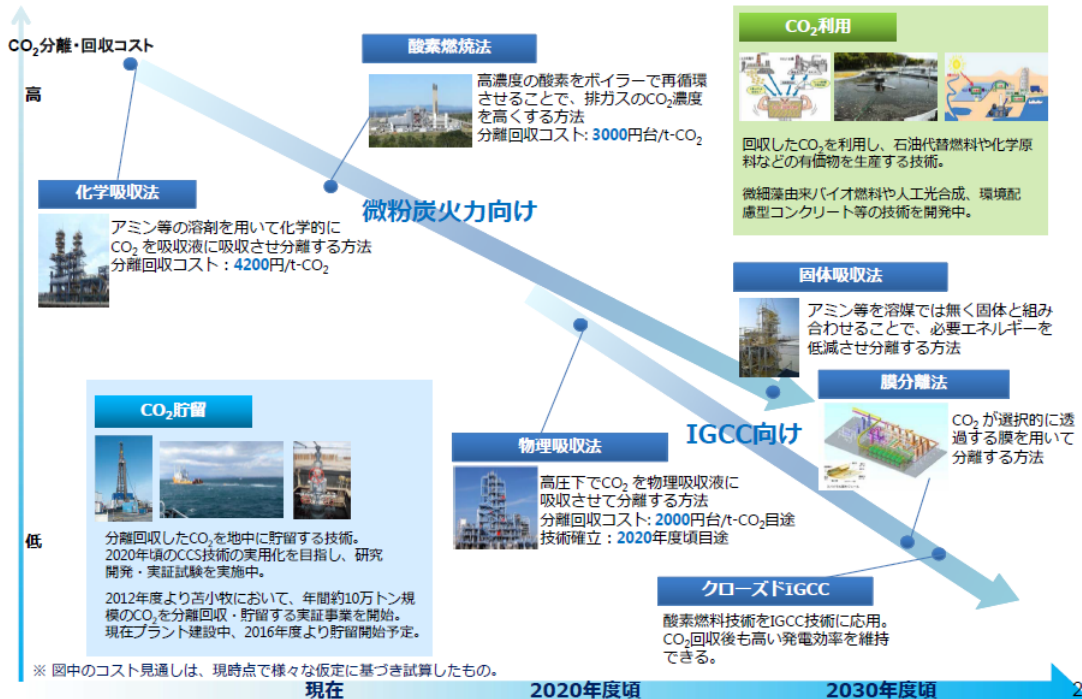 CO₂分離・回収コスト
高
低
酸素燃焼法
高濃度の酸素をボイラーで再循環
させることで、排ガスのCO₂濃度
を高くする方法
分離回収コスト: 3000円台/t-CO₂
化学吸収法
アミン等の溶剤を用いて化学的に
CO₂ を吸収液に吸収させ分離する方法
分離回収コスト：4200円/t-CO₂
微粉炭火力向け
CO₂利用
回収したCO₂を利用し、石油代替燃料や化学原
料などの有価物を生産する技術。
微細藻由来バイオ燃料や人工光合成、環境配
慮型コンクリート等の技術を開発中。
固体吸収法
アミン等を溶媒では無く固体と組み
合わせることで、必要エネルギーを
低減させ分離する方法
膜分離法
CO₂ が選択的に透
過する膜を用いて
分離する方法
IGCC向け
物理吸収法
高圧下でCO₂ を物理吸収液に
吸収させて分離する方法
分離回収コスト: 2000円台/t-CO₂目途
技術確立：2020年度頃目途
CO₂貯留
分離回収したCO₂を地中に貯留する技術。
2020年頃のCCS技術の実用化を目指し、研究
開発・実証試験を実施中。
2012年度より苫小牧において、年間約10万トン規
模のCO₂を分離回収・貯留する実証事業を開始。
現在プラント建設中、2016年度より貯留開始予定。
クローズドIGCC
酸素燃料技術をIGCC技術に応用。
CO₂回収後も高い発電効率を維持
できる。
※ 図中のコスト見通しは、現時点で様々な仮定に基づき試算したもの。
現在
2020年度頃
2030年度頃
2